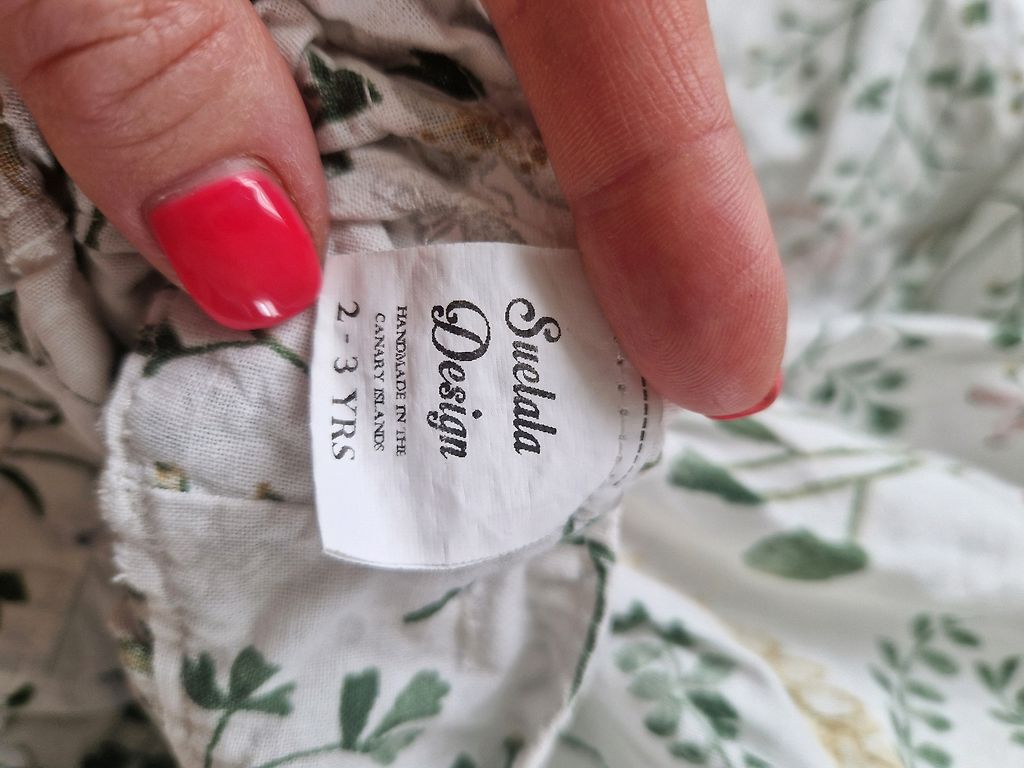 Suelala
Design
HANDMADE IN THE
CANARY ISLANDS
2 - 3 YRS